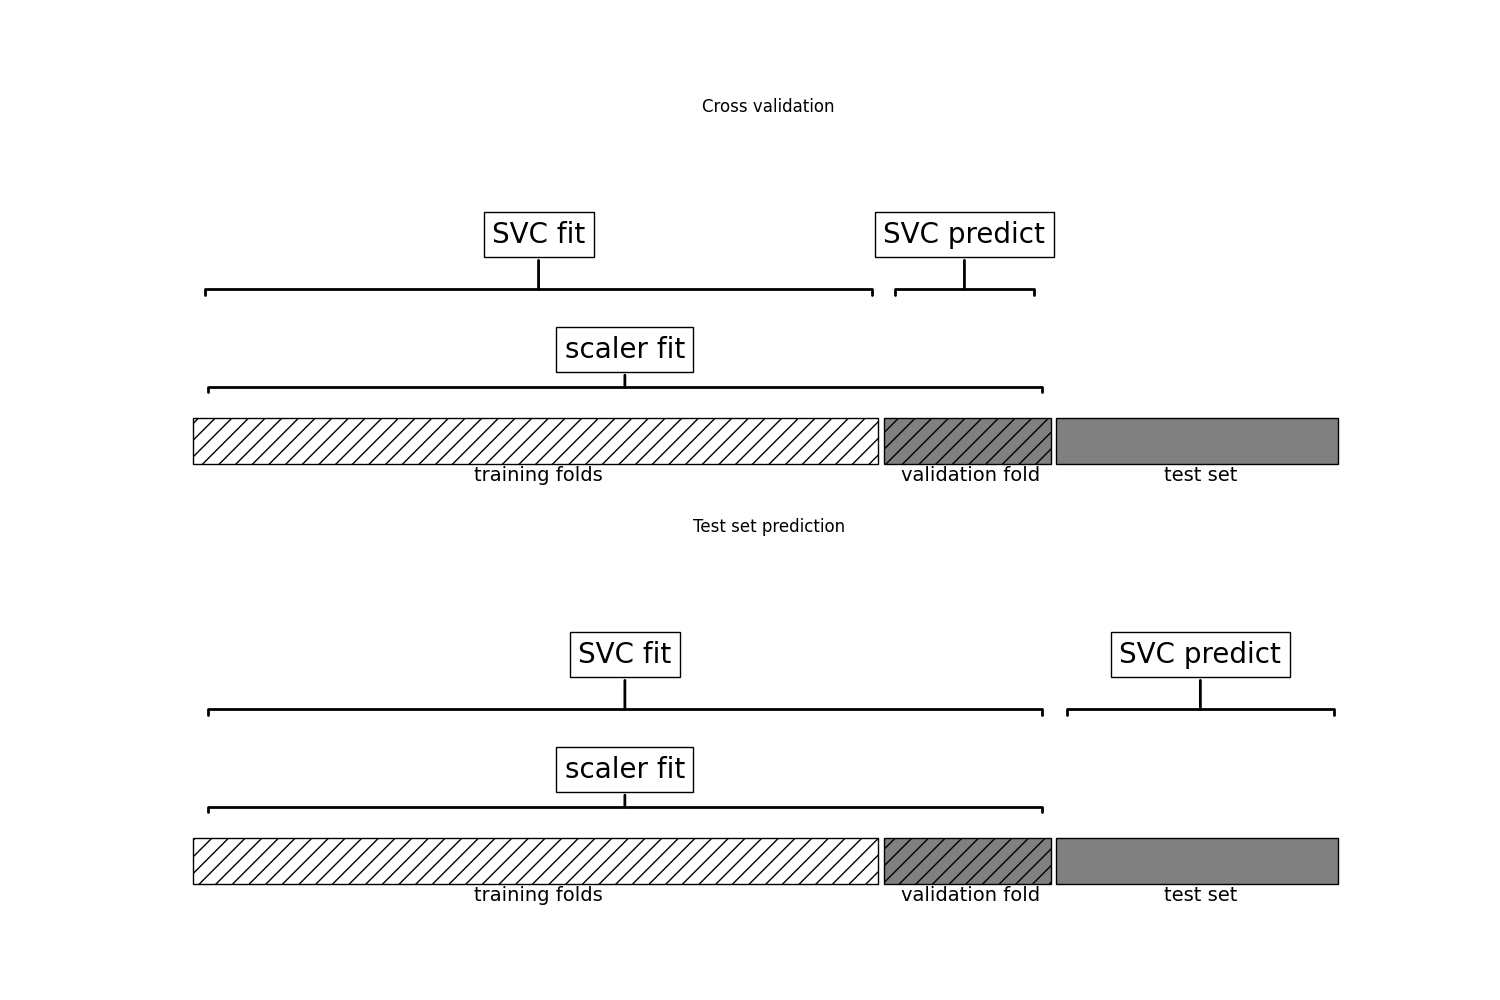 Cross validation
SVC fit
SVC predict
scaler fit
training folds
validation fold
test set
Test set prediction
SVC fit
SVC predict
scaler fit
training folds
validation fold
test set